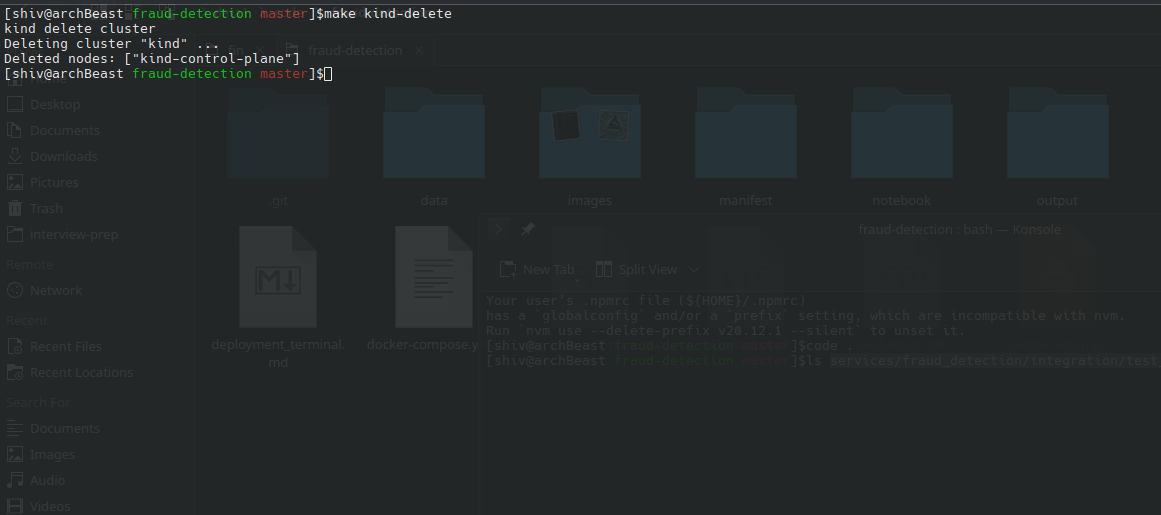 [shiv@archBeast fraud-detection master]$make kind-delete
kind delete cluster
Deleting cluster "kind" ...
Deleted nodes: ["kind-control-plane"]
[shiv@archBeast fraud-detection master]$
fin
fraud-detection
Desktop
Documents
Downloads
Pictures
Trash
interview-prep
Remote
Network
Recent
Recent Files
Recent Locations
Search For
Documents
Images
Audio
Videos
.git
data
images
manifest
notebook
output
deployment_terminal.
md
docker-compose.y
fraud-detection : bash — Konsole
New Tab
Split View
Your user's .npmrc file (${HOME}/.npmrc)
has a `globalconfig` and/or a `prefix` setting, which are incompatible with nvm.
Run `nvm use --delete-prefix v20.12.1 --silent` to unset it.
[shiv@archBeast fraud-detection master]$code .
[shiv@archBeast fraud-detection master]$ls services/fraud_detection/integration/test_